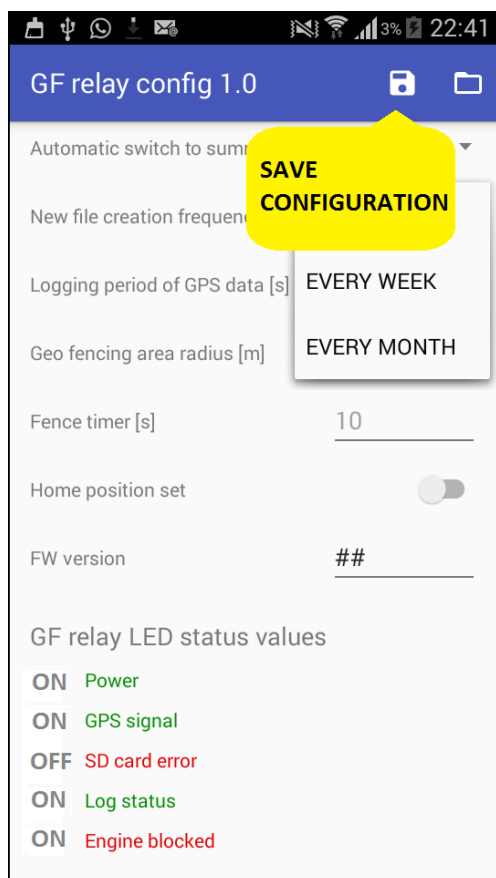 3% 22:41
GF relay config 1.0
Automatic switch to sum
SAVE
CONFIGURATION
New file creation frequen
Logging period of GPS data [s]
EVERY WEEK
Geo fencing area radius [m]
EVERY MONTH
Fence timer [s] 10
Home position set
FW version ##
GF relay LED status values
ON Power
ON GPS signal
OFF SD card error
ON Log status
ON Engine blocked